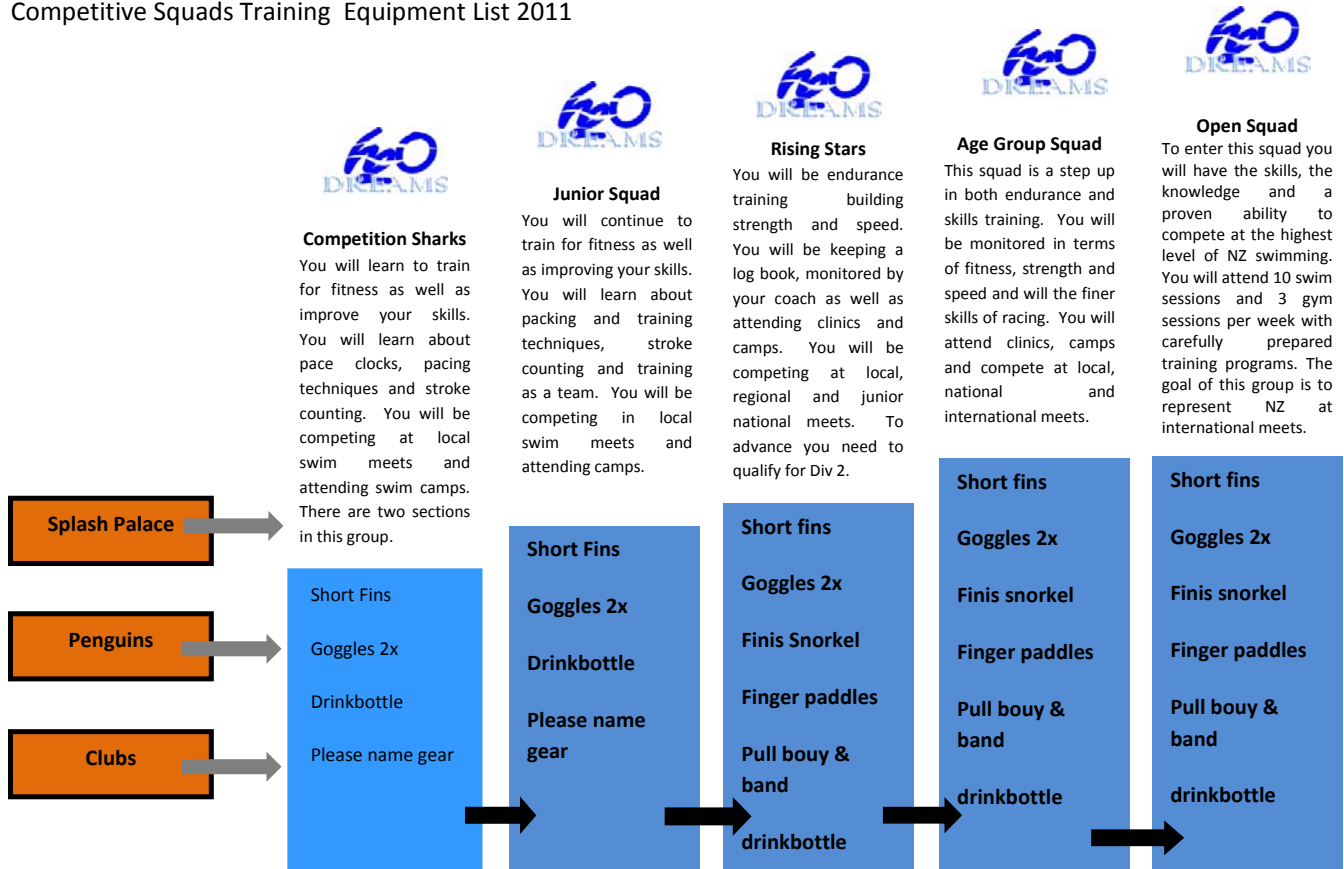 Competitive Squads Training Equipment List 2011
H2O
DREAMS
Competition Sharks
You will learn to train
for fitness as well as
improve your skills.
You will learn about
pace clocks, pacing
techniques and stroke
counting. You will be
competing at local
swim meets and
attending swim camps.
There are two sections
in this group.
H2O
DREAMS
Junior Squad
You will continue to
train for fitness as well
as improving your skills.
You will learn about
packing and training
techniques, stroke
counting and training
as a team. You will be
competing in local
swim meets and
attending camps.
H2O
DREAMS
Rising Stars
You will be endurance
training building
strength and speed.
You will be keeping a
log book, monitored by
your coach as well as
attending clinics and
camps. You will be
competing at local,
regional and junior
national meets. To
advance you need to
qualify for Div 2.
H2O
DREAMS
Age Group Squad
This squad is a step up
in both endurance and
skills training. You will
be monitored in terms
of fitness, strength and
speed and will the finer
skills of racing. You will
attend clinics, camps
and compete at local,
national and
international meets.
H2O
DREAMS
Open Squad
To enter this squad you
will have the skills, the
knowledge and a
proven ability to
compete at the highest
level of NZ swimming.
You will attend 10 swim
sessions and 3 gym
sessions per week with
carefully prepared
training programs. The
goal of this group is to
represent NZ at
international meets.
Splash Palace
Penguins
Clubs
Short Fins
Goggles 2x
Drinkbottle
Please name gear
Short Fins
Goggles 2x
Drinkbottle
Please name
gear
Short fins
Goggles 2x
Finis Snorkel
Finger paddles
Pull bouy &
band
drinkbottle
Short fins
Goggles 2x
Finis snorkel
Finger paddles
Pull bouy &
band
drinkbottle
Short fins
Goggles 2x
Finis snorkel
Finger paddles
Pull bouy &
band
drinkbottle